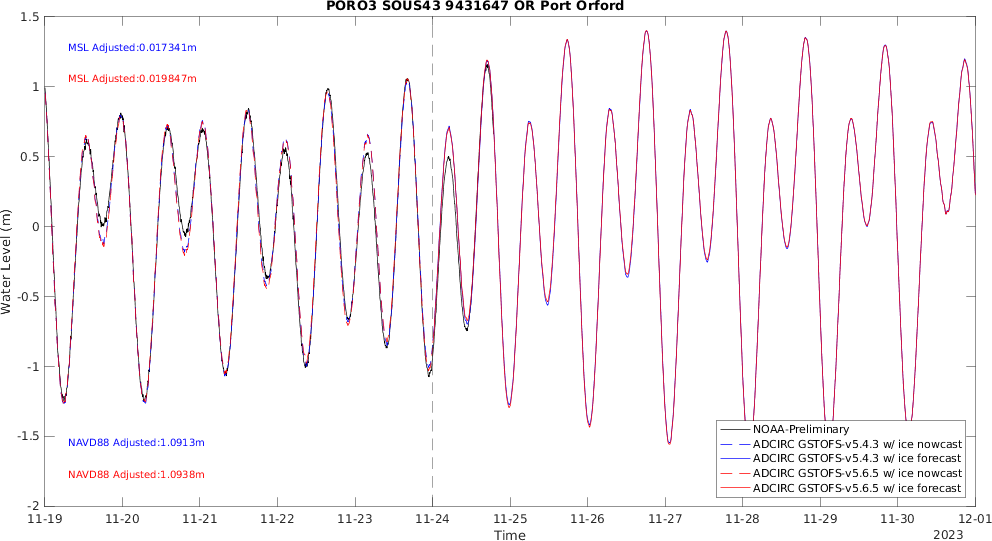 PORO3 SOUS43 9431647 OR Port Orford
1.5
1
0.5
0
-0.5
-1
-1.5
-2
Water Level (m)
MSL Adjusted:0.017341m
MSL Adjusted:0.019847m
NAVD88 Adjusted:1.0913m
NAVD88 Adjusted:1.0938m
NOAA-Preliminary
ADCIRC GSTOFS-v5.4.3 w/ ice nowcast
ADCIRC GSTOFS-v5.4.3 w/ ice forecast
ADCIRC GSTOFS-v5.6.5 w/ ice nowcast
ADCIRC GSTOFS-v5.6.5 w/ ice forecast
11-19 11-20 11-21 11-22 11-23 11-24 11-25 11-26 11-27 11-28 11-29 11-30 12-01
Time
2023